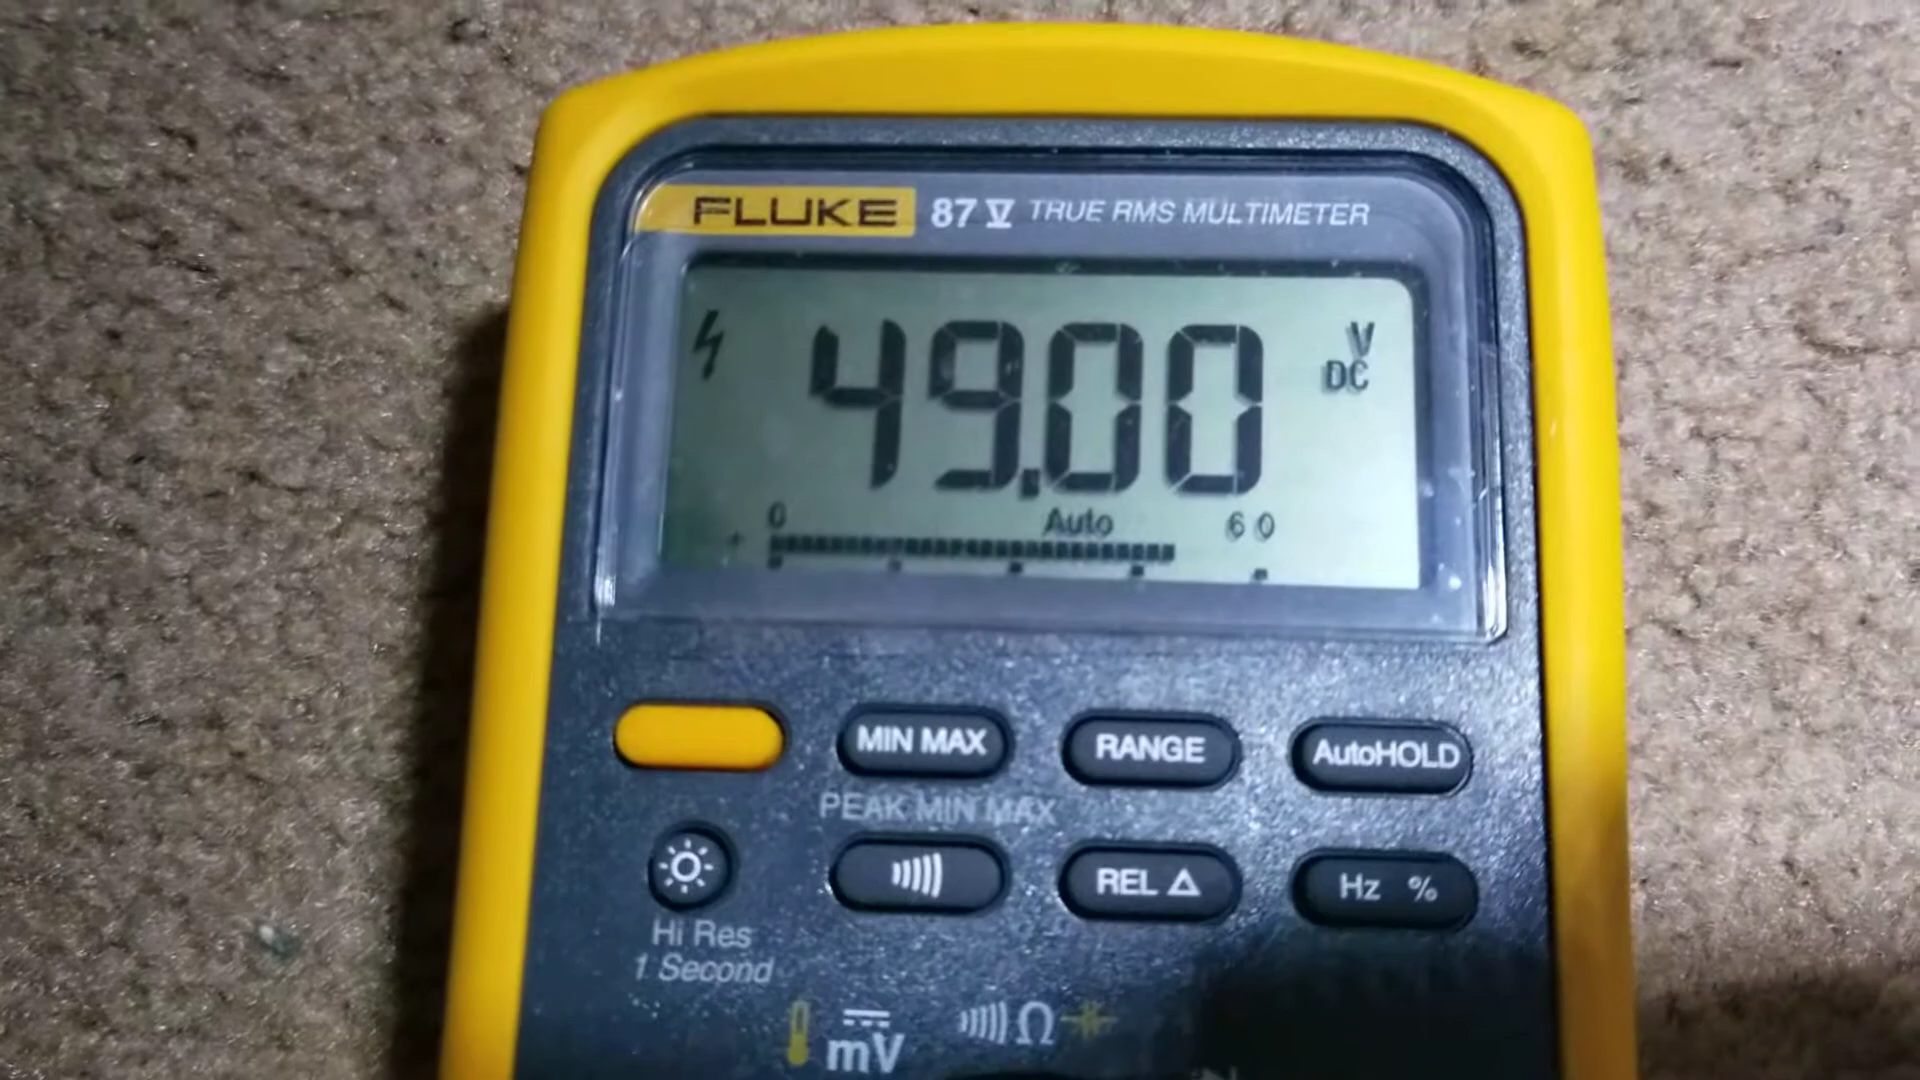 FLUKE 87 V TRUE RMS MULTIMETER
49.00 V
DC
0 Auto 60
+
MIN MAX RANGE AutoHOLD
PEAK MIN MAX
REL Δ Hz %
Hi Res
1 Second
mV Ω